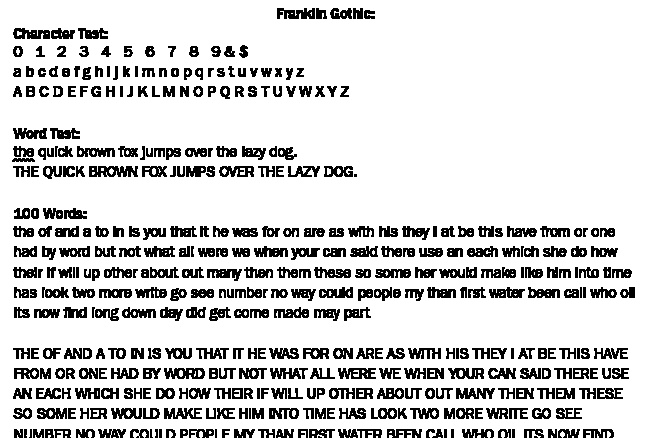 Franklin Gothic:
Character Test:
0 1 2 3 4 5 6 7 8 9 & $
a b c d e f g h i j k l m n o p q r s t u v w x y z
A B C D E F G H I J K L M N O P Q R S T U V W X Y Z
Word Test:
the quick brown fox jumps over the lazy dog.
THE QUICK BROWN FOX JUMPS OVER THE LAZY DOG.
100 Words:
the of and a to in is you that it he was for on are as with his they I at be this have from or one
had by word but not what all were we when your can said there use an each which she do how
their if will up other about out many then them these so some her would make like him into time
has look two more write go see number no way could people my than first water been call who oil
its now find long down day did get come made may part
THE OF AND A TO IN IS YOU THAT IT HE WAS FOR ON ARE AS WITH HIS THEY I AT BE THIS HAVE
FROM OR ONE HAD BY WORD BUT NOT WHAT ALL WERE WE WHEN YOUR CAN SAID THERE USE
AN EACH WHICH SHE DO HOW THEIR IF WILL UP OTHER ABOUT OUT MANY THEN THEM THESE
SO SOME HER WOULD MAKE LIKE HIM INTO TIME HAS LOOK TWO MORE WRITE GO SEE
NUMBER NO WAY COULD PEOPLE MY THAN FIRST WATER BEEN CALL WHO OIL ITS NOW FIND